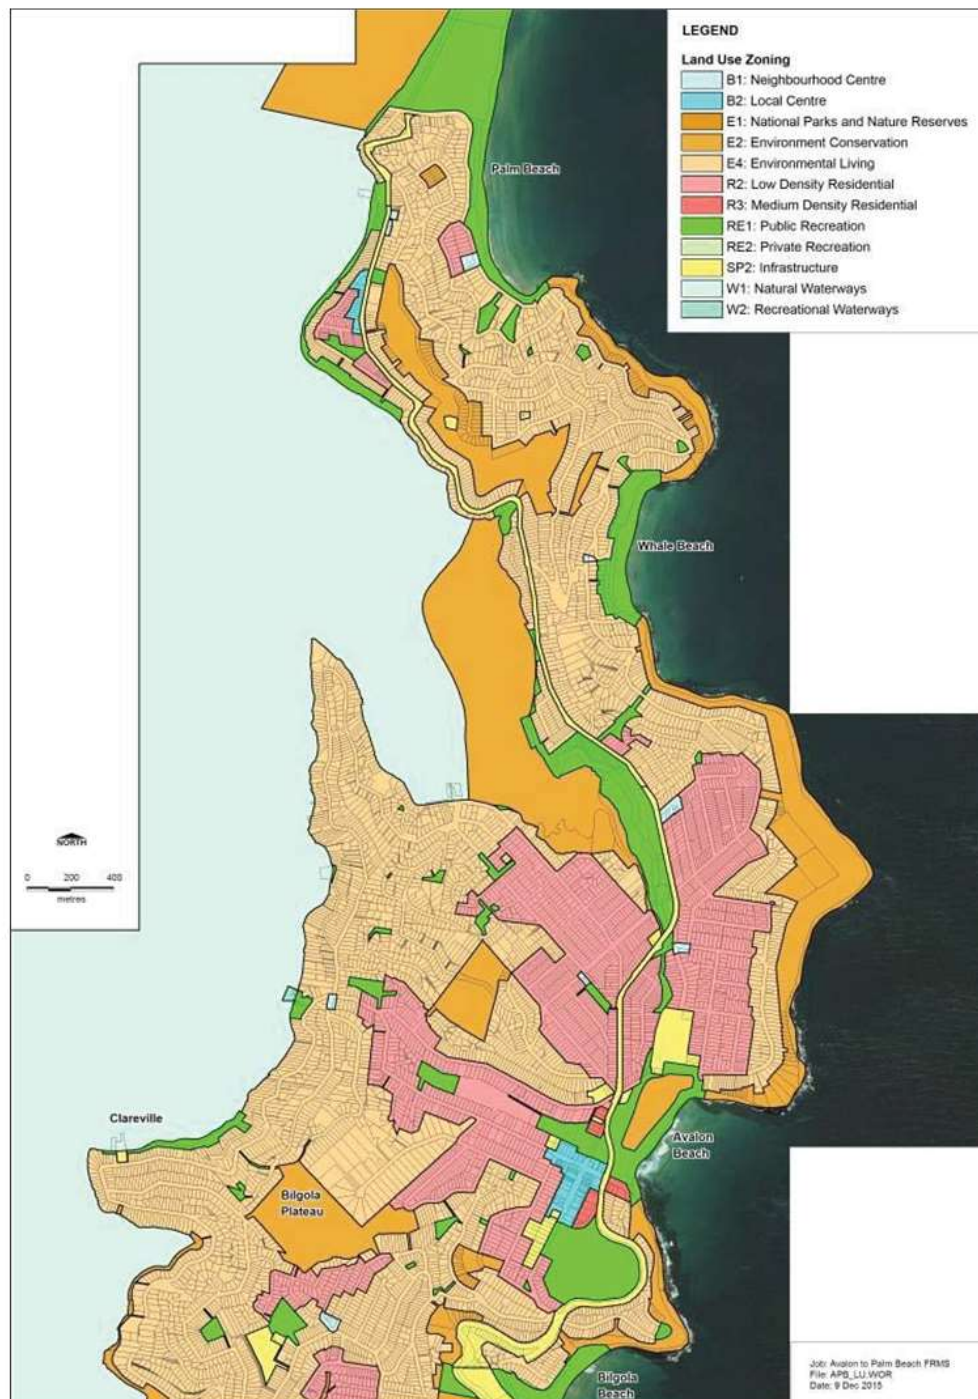 LEGEND
Land Use Zoning
B1: Neighbourhood Centre
B2: Local Centre
E1: National Parks and Nature Reserves
E2: Environment Conservation
E4: Environmental Living
R2: Low Density Residential
R3: Medium Density Residential
RE1: Public Recreation
RE2: Private Recreation
SP2: Infrastructure
W1: Natural Waterways
W2: Recreational Waterways
Palm Beach
Whale Beach
NORTH
0 200 400
metres
Clareville
Avalon
Beach
Bilgola
Plateau
Bilgola
Beach
Job: Avalon to Palm Beach FRMS
File: APB_LU.WOR
Date: 9 Dec 2015